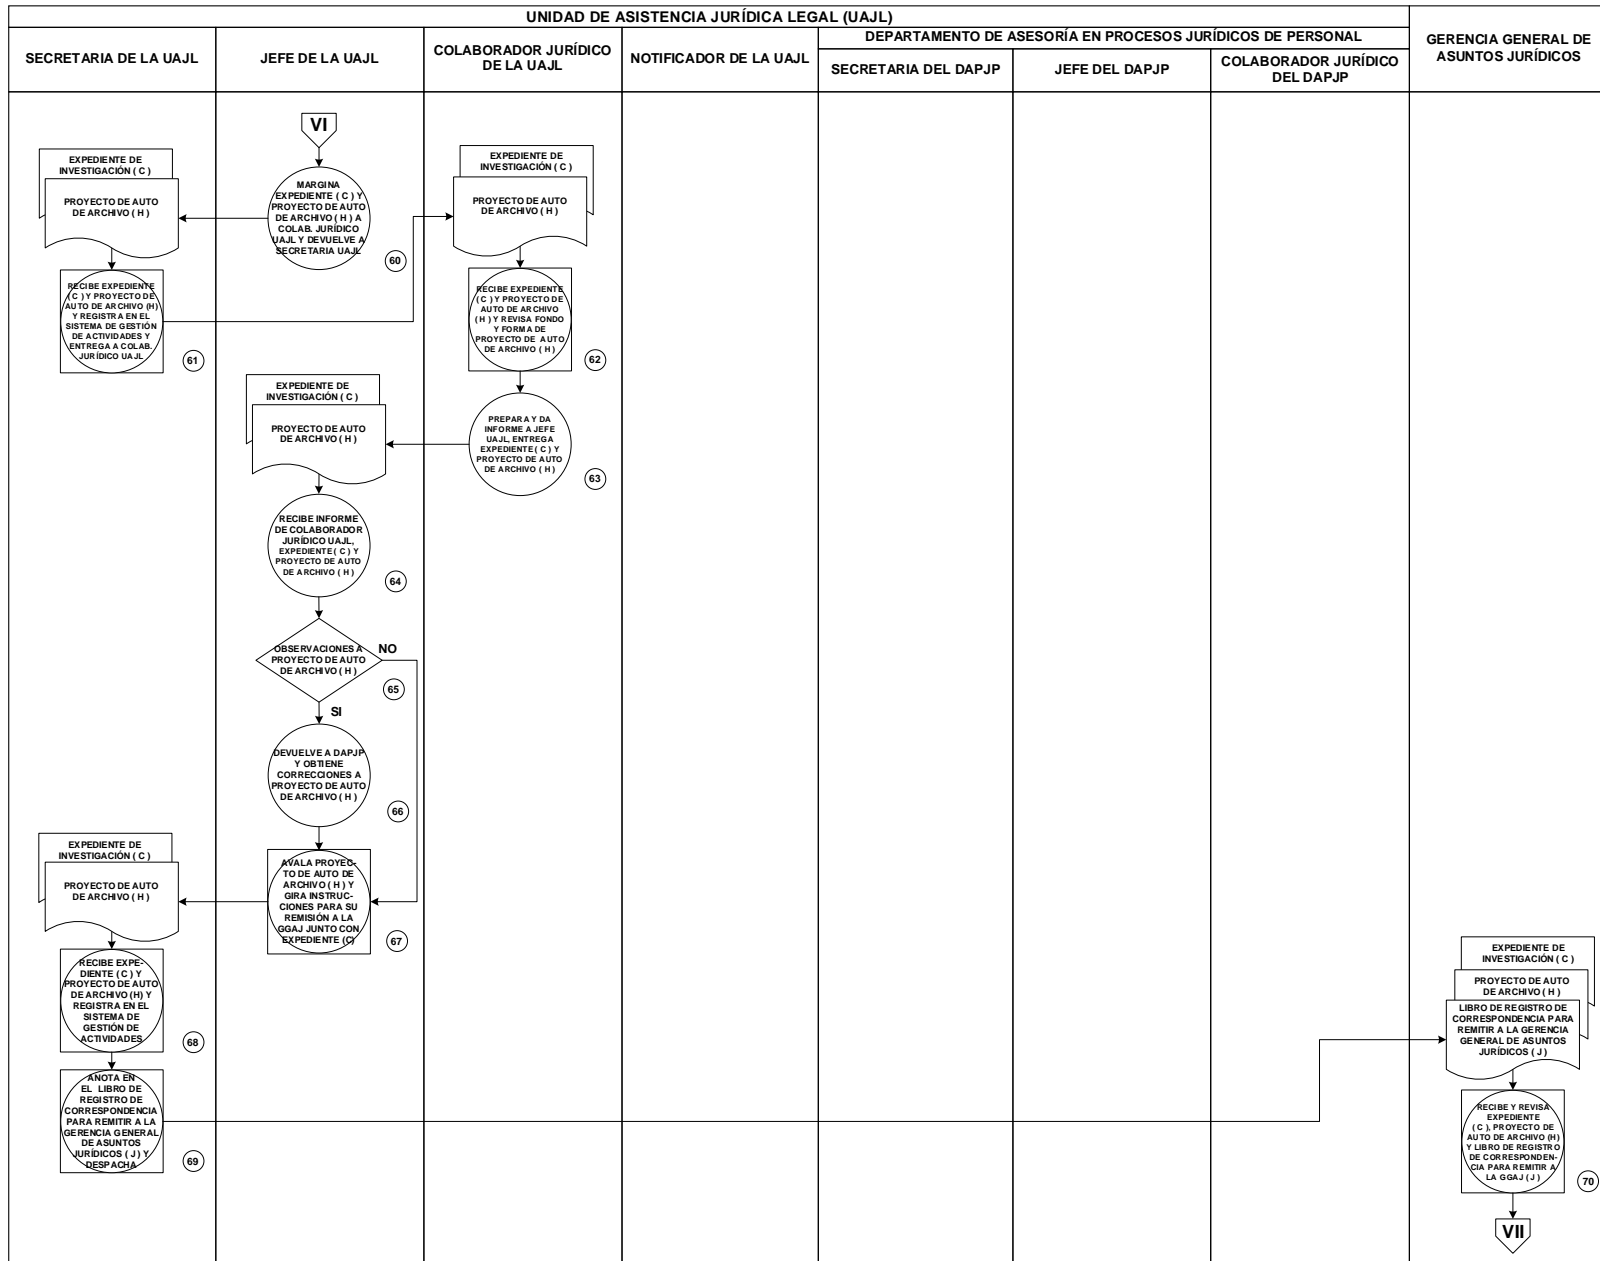 UNIDAD DE ASISTENCIA JURÍDICA LEGAL (UAJL)
SECRETARIA DE LA UAJL
JEFE DE LA UAJL
COLABORADOR JURÍDICO
DE LA UAJL
NOTIFICADOR DE LA UAJL
DEPARTAMENTO DE ASESORÍA EN PROCESOS JURÍDICOS DE PERSONAL
SECRETARIA DEL DAPJP
JEFE DEL DAPJP
COLABORADOR JURÍDICO
DEL DAPJP
GERENCIA GENERAL DE
ASUNTOS JURÍDICOS
VI
MARGINA
EXPEDIENTE ( C ) Y
PROYECTO DE AUTO
DE ARCHIVO ( H ) A
COLAB. JURÍDICO
UAJL Y DEVUELVE A
SECRETARIA UAJL
60
EXPEDIENTE DE
INVESTIGACIÓN ( C )
PROYECTO DE AUTO
DE ARCHIVO ( H )
RECIBE EXPEDIENTE
( C ) Y PROYECTO DE
AUTO DE ARCHIVO (H)
Y REGISTRA EN EL
SISTEMA DE GESTIÓN
DE ACTIVIDADES Y
ENTREGA A COLAB.
JURÍDICO UAJL
61
EXPEDIENTE DE
INVESTIGACIÓN ( C )
PROYECTO DE AUTO
DE ARCHIVO ( H )
RECIBE EXPEDIENTE
( C ) Y PROYECTO DE
AUTO DE ARCHIVO
( H ) Y REVISA FONDO
Y FORMA DE
PROYECTO DE AUTO
DE ARCHIVO ( H )
62
PREPARA Y DA
INFORME A JEFE
UAJL, ENTREGA
EXPEDIENTE ( C ) Y
PROYECTO DE AUTO
DE ARCHIVO ( H )
63
EXPEDIENTE DE
INVESTIGACIÓN ( C )
PROYECTO DE AUTO
DE ARCHIVO ( H )
RECIBE INFORME
DE COLABORADOR
JURÍDICO UAJL,
EXPEDIENTE ( C ) Y
PROYECTO DE AUTO
DE ARCHIVO ( H )
64
OBSERVACIONES A
PROYECTO DE AUTO
DE ARCHIVO ( H )
NO
65
SI
DEVUELVE A DAPJP
Y OBTIENE
CORRECCIONES A
PROYECTO DE AUTO
DE ARCHIVO ( H )
66
AVALA PROYEC-
TO DE AUTO DE
ARCHIVO ( H ) Y
GIRA INSTRUC-
CIONES PARA SU
REMISIÓN A LA
GGAJ JUNTO CON
EXPEDIENTE (C)
67
EXPEDIENTE DE
INVESTIGACIÓN ( C )
PROYECTO DE AUTO
DE ARCHIVO ( H )
RECIBE EXPE-
DIENTE ( C ) Y
PROYECTO DE AUTO
DE ARCHIVO (H) Y
REGISTRA EN EL
SISTEMA DE
GESTIÓN DE
ACTIVIDADES
68
ANOTA EN
EL LIBRO DE
REGISTRO DE
CORRESPONDENCIA
PARA REMITIR A LA
GERENCIA GENERAL
DE ASUNTOS
JURÍDICOS ( J ) Y
DESPACHA
69
EXPEDIENTE DE
INVESTIGACIÓN ( C )
PROYECTO DE AUTO
DE ARCHIVO ( H )
LIBRO DE REGISTRO DE
CORRESPONDENCIA PARA
REMITIR A LA GERENCIA
GENERAL DE ASUNTOS
JURÍDICOS ( J )
RECIBE Y REVISA
EXPEDIENTE
( C ), PROYECTO DE
AUTO DE ARCHIVO (H)
Y LIBRO DE REGISTRO
DE CORRESPONDEN-
CIA PARA REMITIR A
LA GGAJ ( J )
70
VII